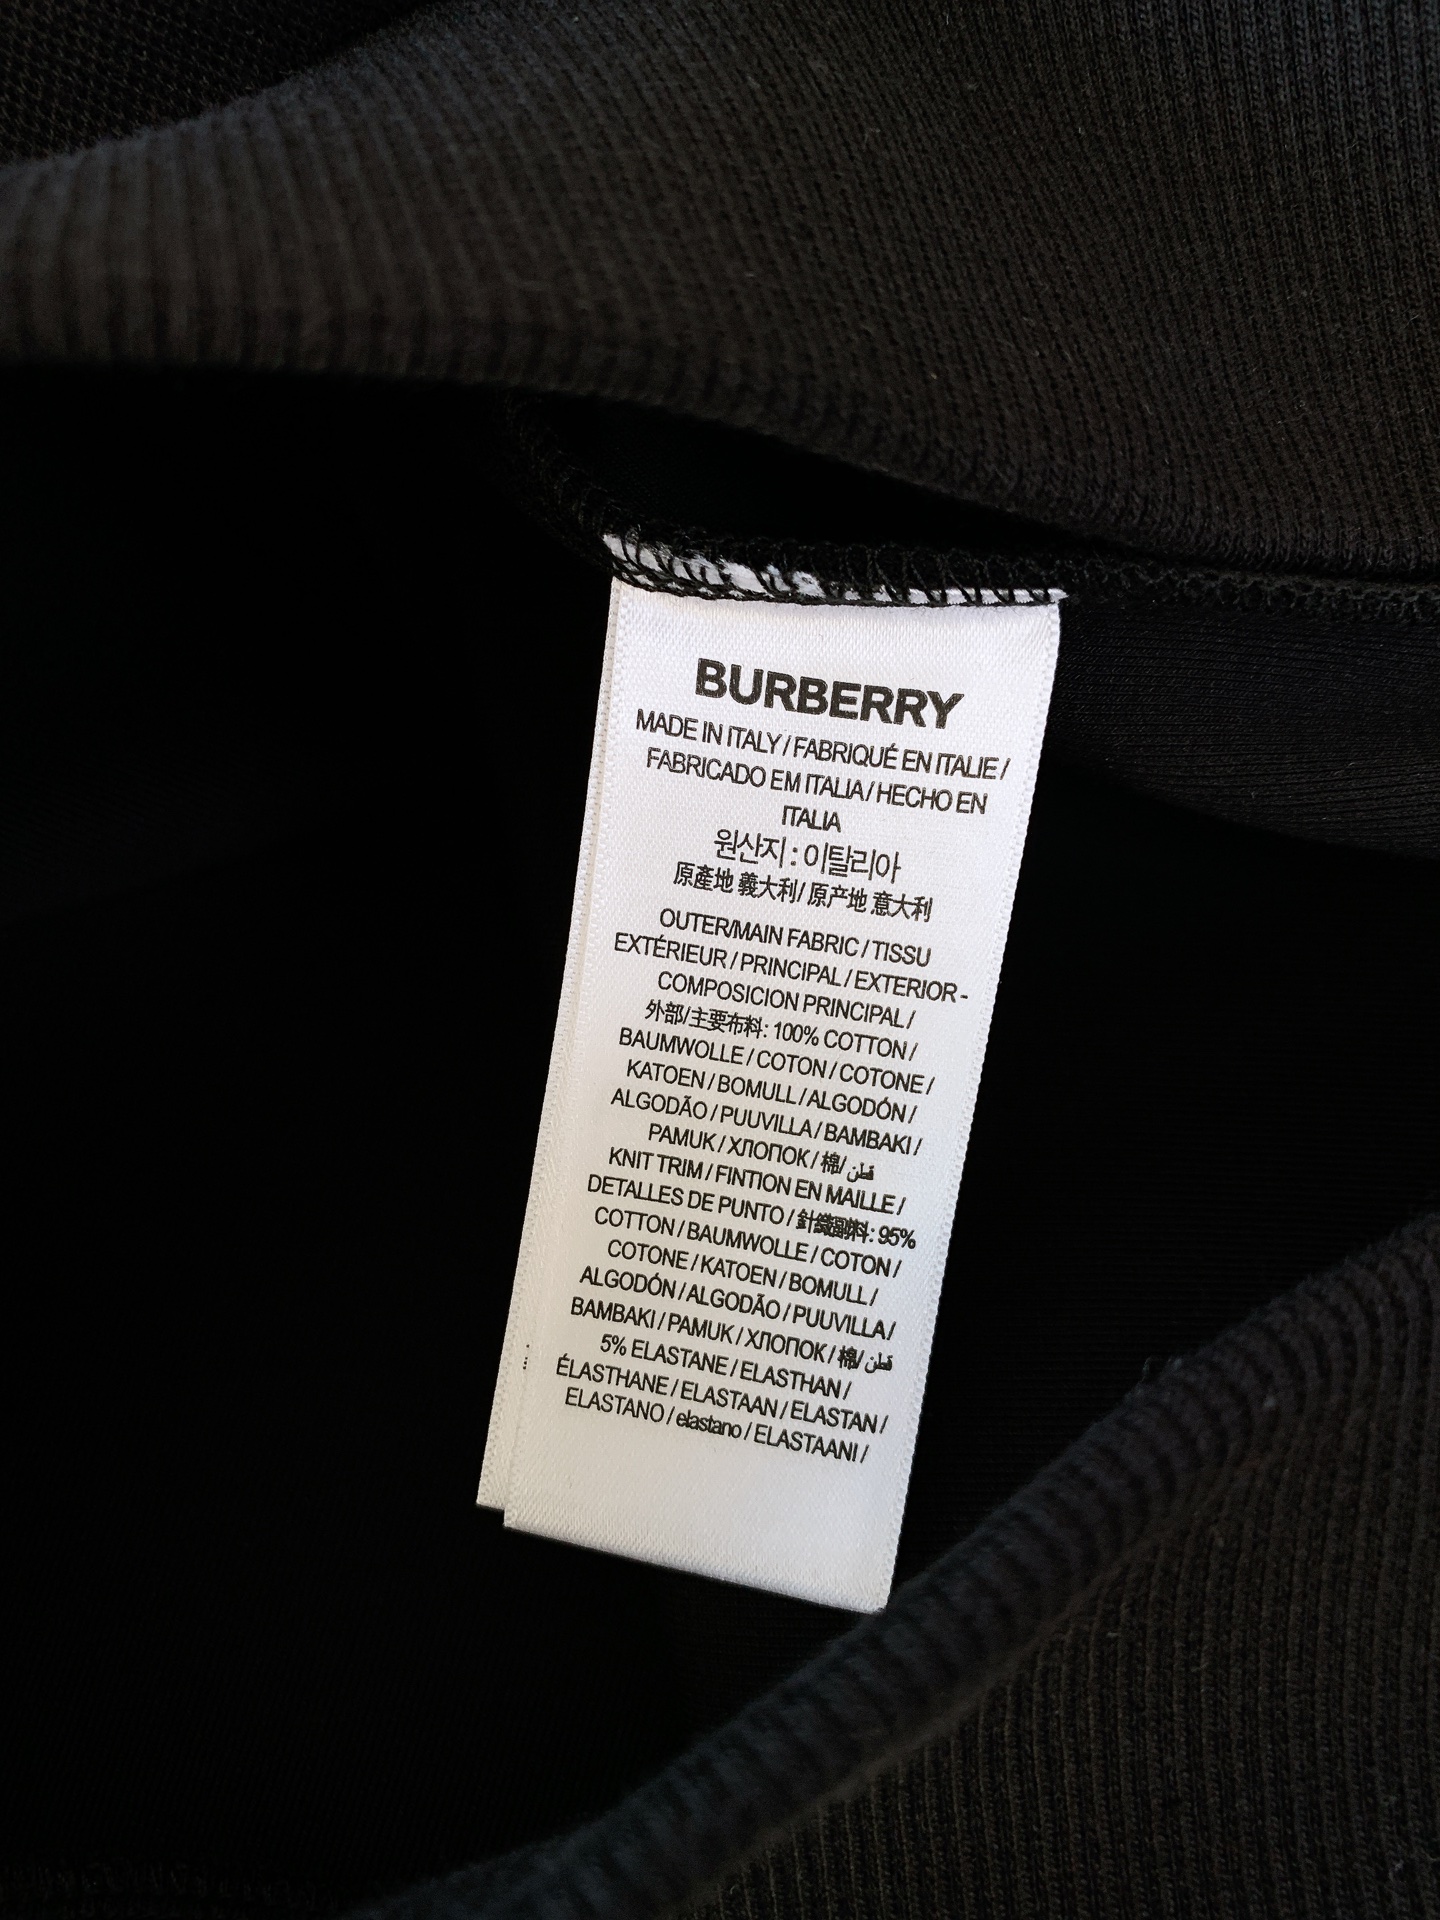 BURBERRY
MADE IN ITALY / FABRIQUÉ EN ITALIE /
FABRICADO EM ITALIA / HECHO EN
ITALIA
원산지 : 이탈리아
原產地 義大利/ 原产地 意大利
OUTER/MAIN FABRIC / TISSU
EXTÉRIEUR / PRINCIPAL / EXTERIOR -
COMPOSICION PRINCIPAL /
外部/主要布料: 100% COTTON /
BAUMWOLLE / COTON / COTONE /
KATOEN / BOMULL / ALGODÓN /
ALGODÃO / PUUVILLA / BAMBAKI /
PAMUK / ХЛОПОК / 棉/ قطن
KNIT TRIM / FINTION EN MAILLE /
DETALLES DE PUNTO / 針織副料: 95%
COTTON / BAUMWOLLE / COTON /
COTONE / KATOEN / BOMULL /
ALGODÓN / ALGODÃO / PUUVILLA /
BAMBAKI / PAMUK / ХЛОПОК / 棉/ قطن
5% ELASTANE / ELASTHAN /
ÉLASTHANE / ELASTAAN / ELASTAN /
ELASTANO / elastano / ELASTAANI /